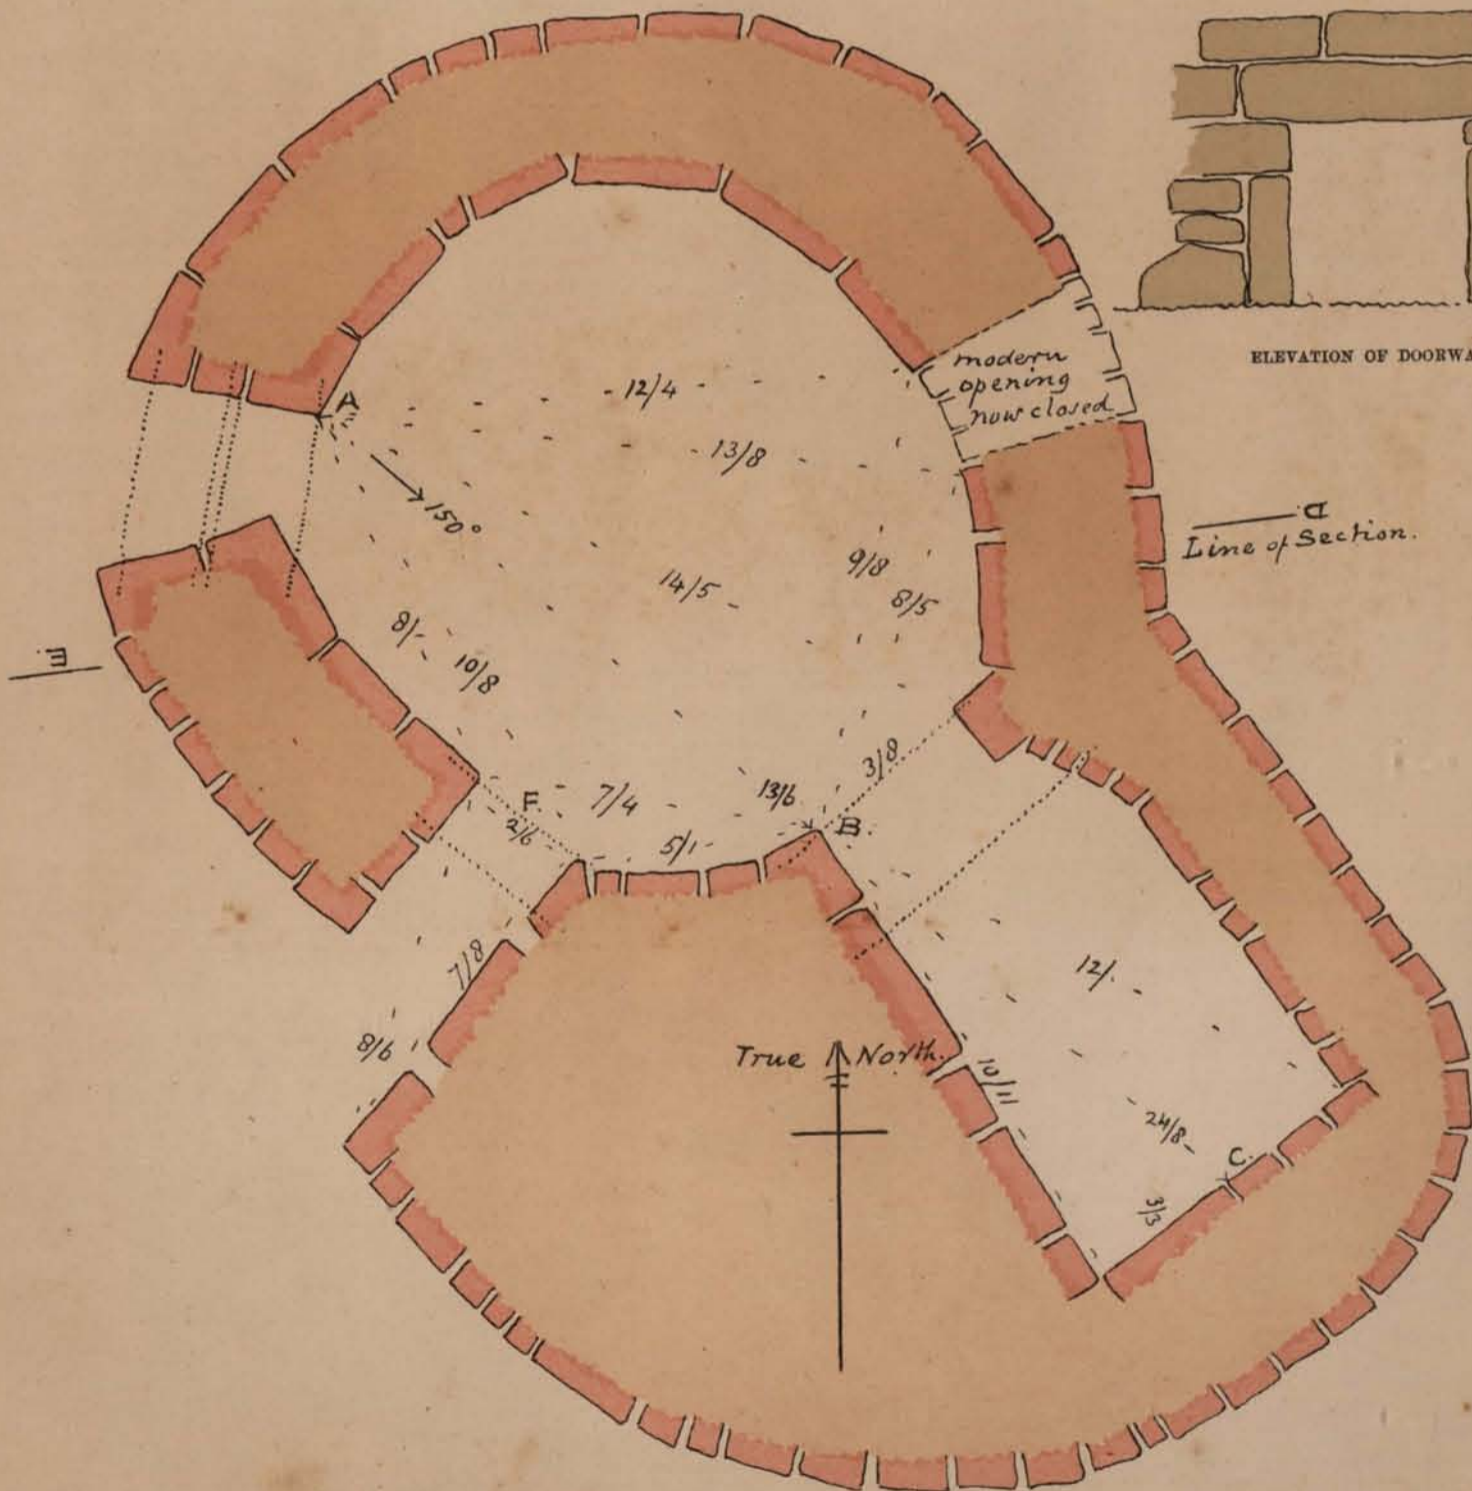 ELEVATION OF DOORWA
modern
opening
now closed
12/4
A
13/8
150°
D
Line of Section.
9/8
14/5
8/5
8/-
10/8
E
3/8
F.
7/4
13/6
2/6
5/1
B.
7/8
12/-
8/6
True North.
10/11
24/8
C.
3/3